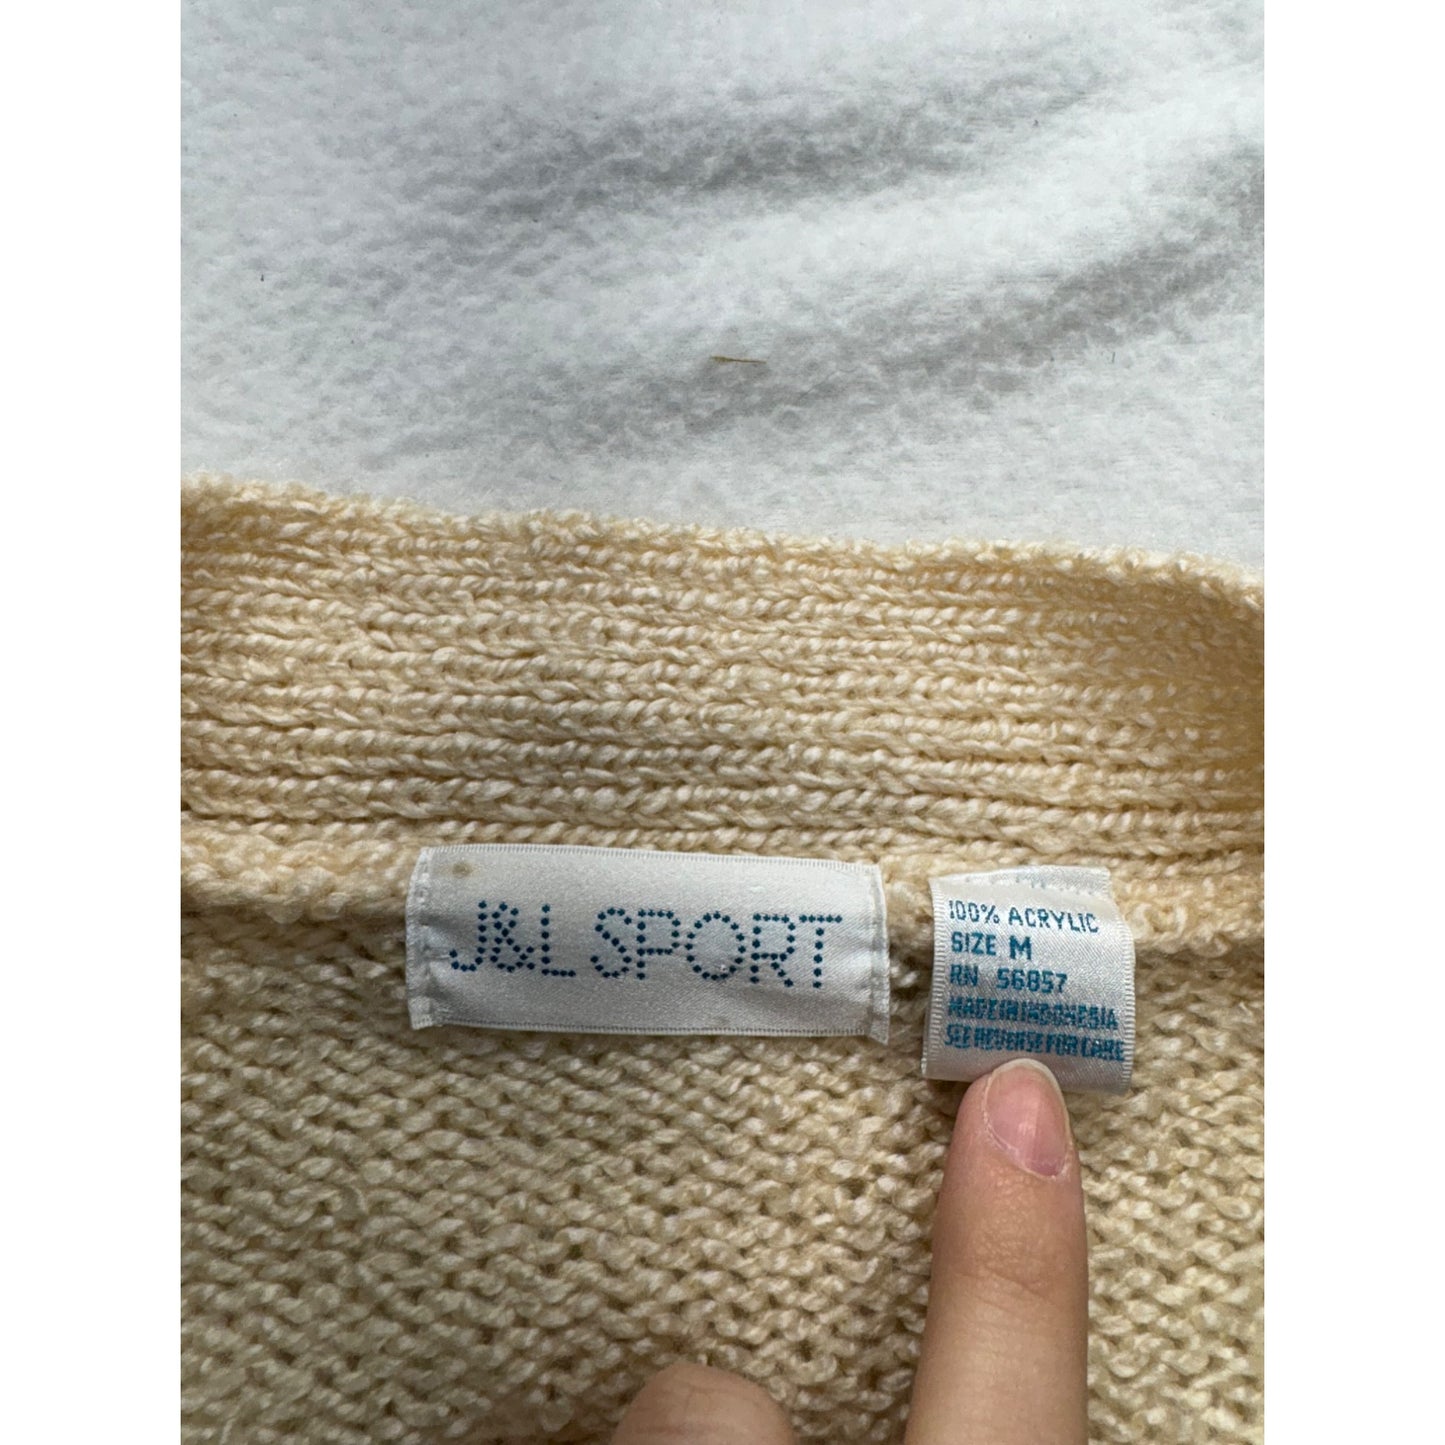 J&L SPORT
100% ACRYLIC
SIZE M
RN 56857
MADE IN INDONESIA
SEE REVERSE FOR CARE